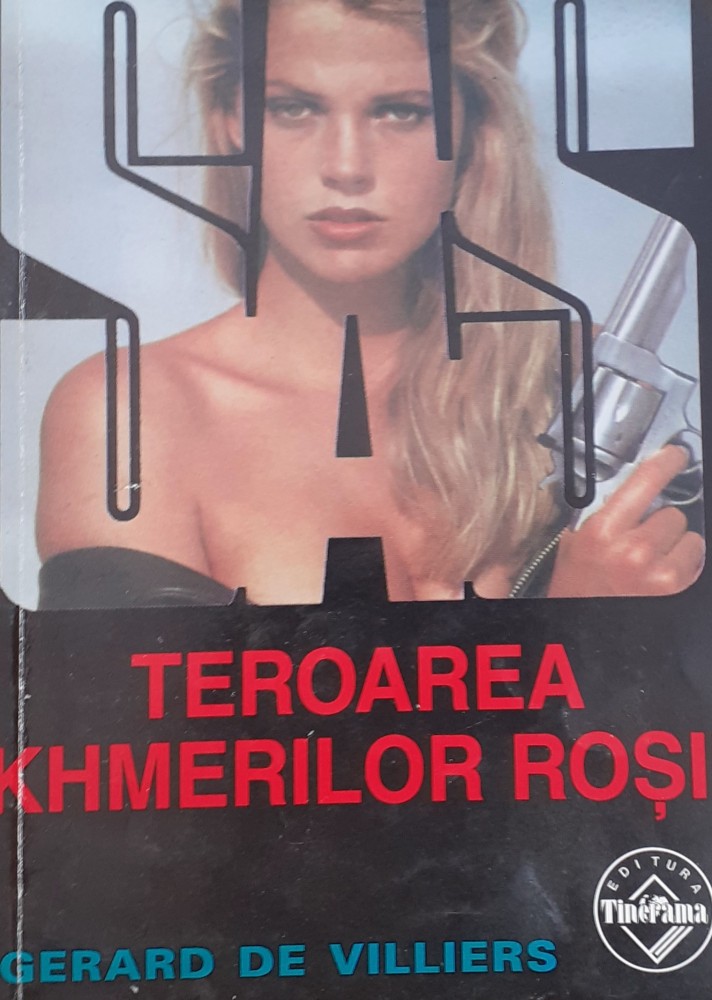 SAS
TEROAREA
KHMERILOR ROȘI
EDITURA
Tinerama
GERARD DE VILLIERS